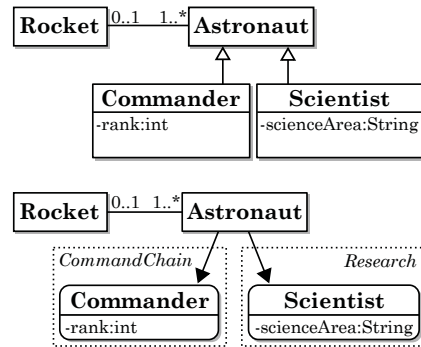 Rocket 0..1 1..* Astronaut
Commander Scientist
-rank:int -scienceArea:String
Rocket 0..1 1..* Astronaut
CommandChain Research
Commander Scientist
-rank:int -scienceArea:String